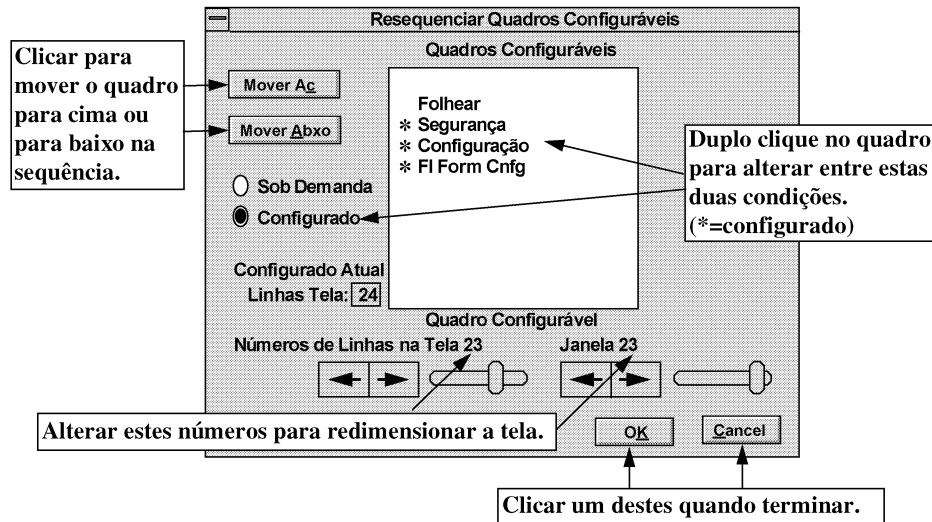 Resequenciar Quadros Configuráveis
Quadros Configuráveis
Clicar para
mover o quadro
para cima ou
para baixo na
sequência.
Mover Ac
Mover Abxo
Folhear
* Segurança
* Configuração
* Fl Form Cnfg
Duplo clique no quadro
para alterar entre estas
duas condições.
(*=configurado)
Sob Demanda
Configurado
Configurado Atual
Linhas Tela: 24
Quadro Configurável
Números de Linhas na Tela 23
Janela 23
Alterar estes números para redimensionar a tela.
OK
Cancel
Clicar um destes quando terminar.